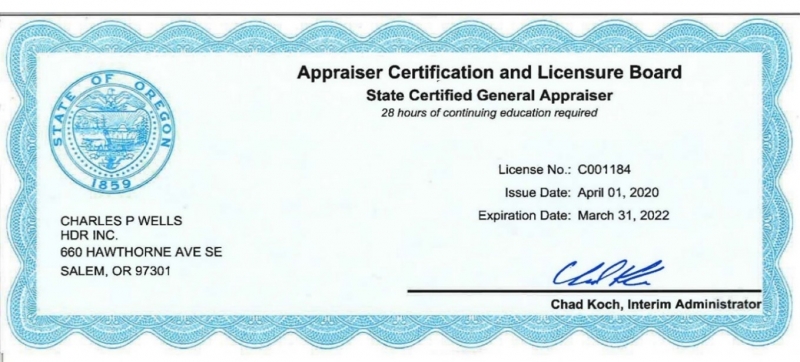 STATE OF OREGON
1859
Appraiser Certification and Licensure Board
State Certified General Appraiser
28 hours of continuing education required
License No.: C001184
Issue Date: April 01, 2020
Expiration Date: March 31, 2022
CHARLES P WELLS
HDR INC.
660 HAWTHORNE AVE SE
SALEM, OR 97301
Chad Koch, Interim Administrator